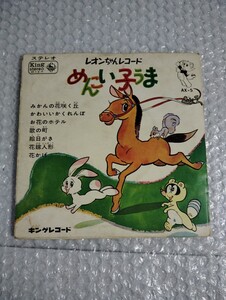 ステレオ
King
レオンちゃんレコード
AX-5
めんこい子うま
みかんの花咲く丘
かわいいかくれんぼ
お花のホテル
歌の町
絵日がさ
花嫁人形
花かげ
キングレコード